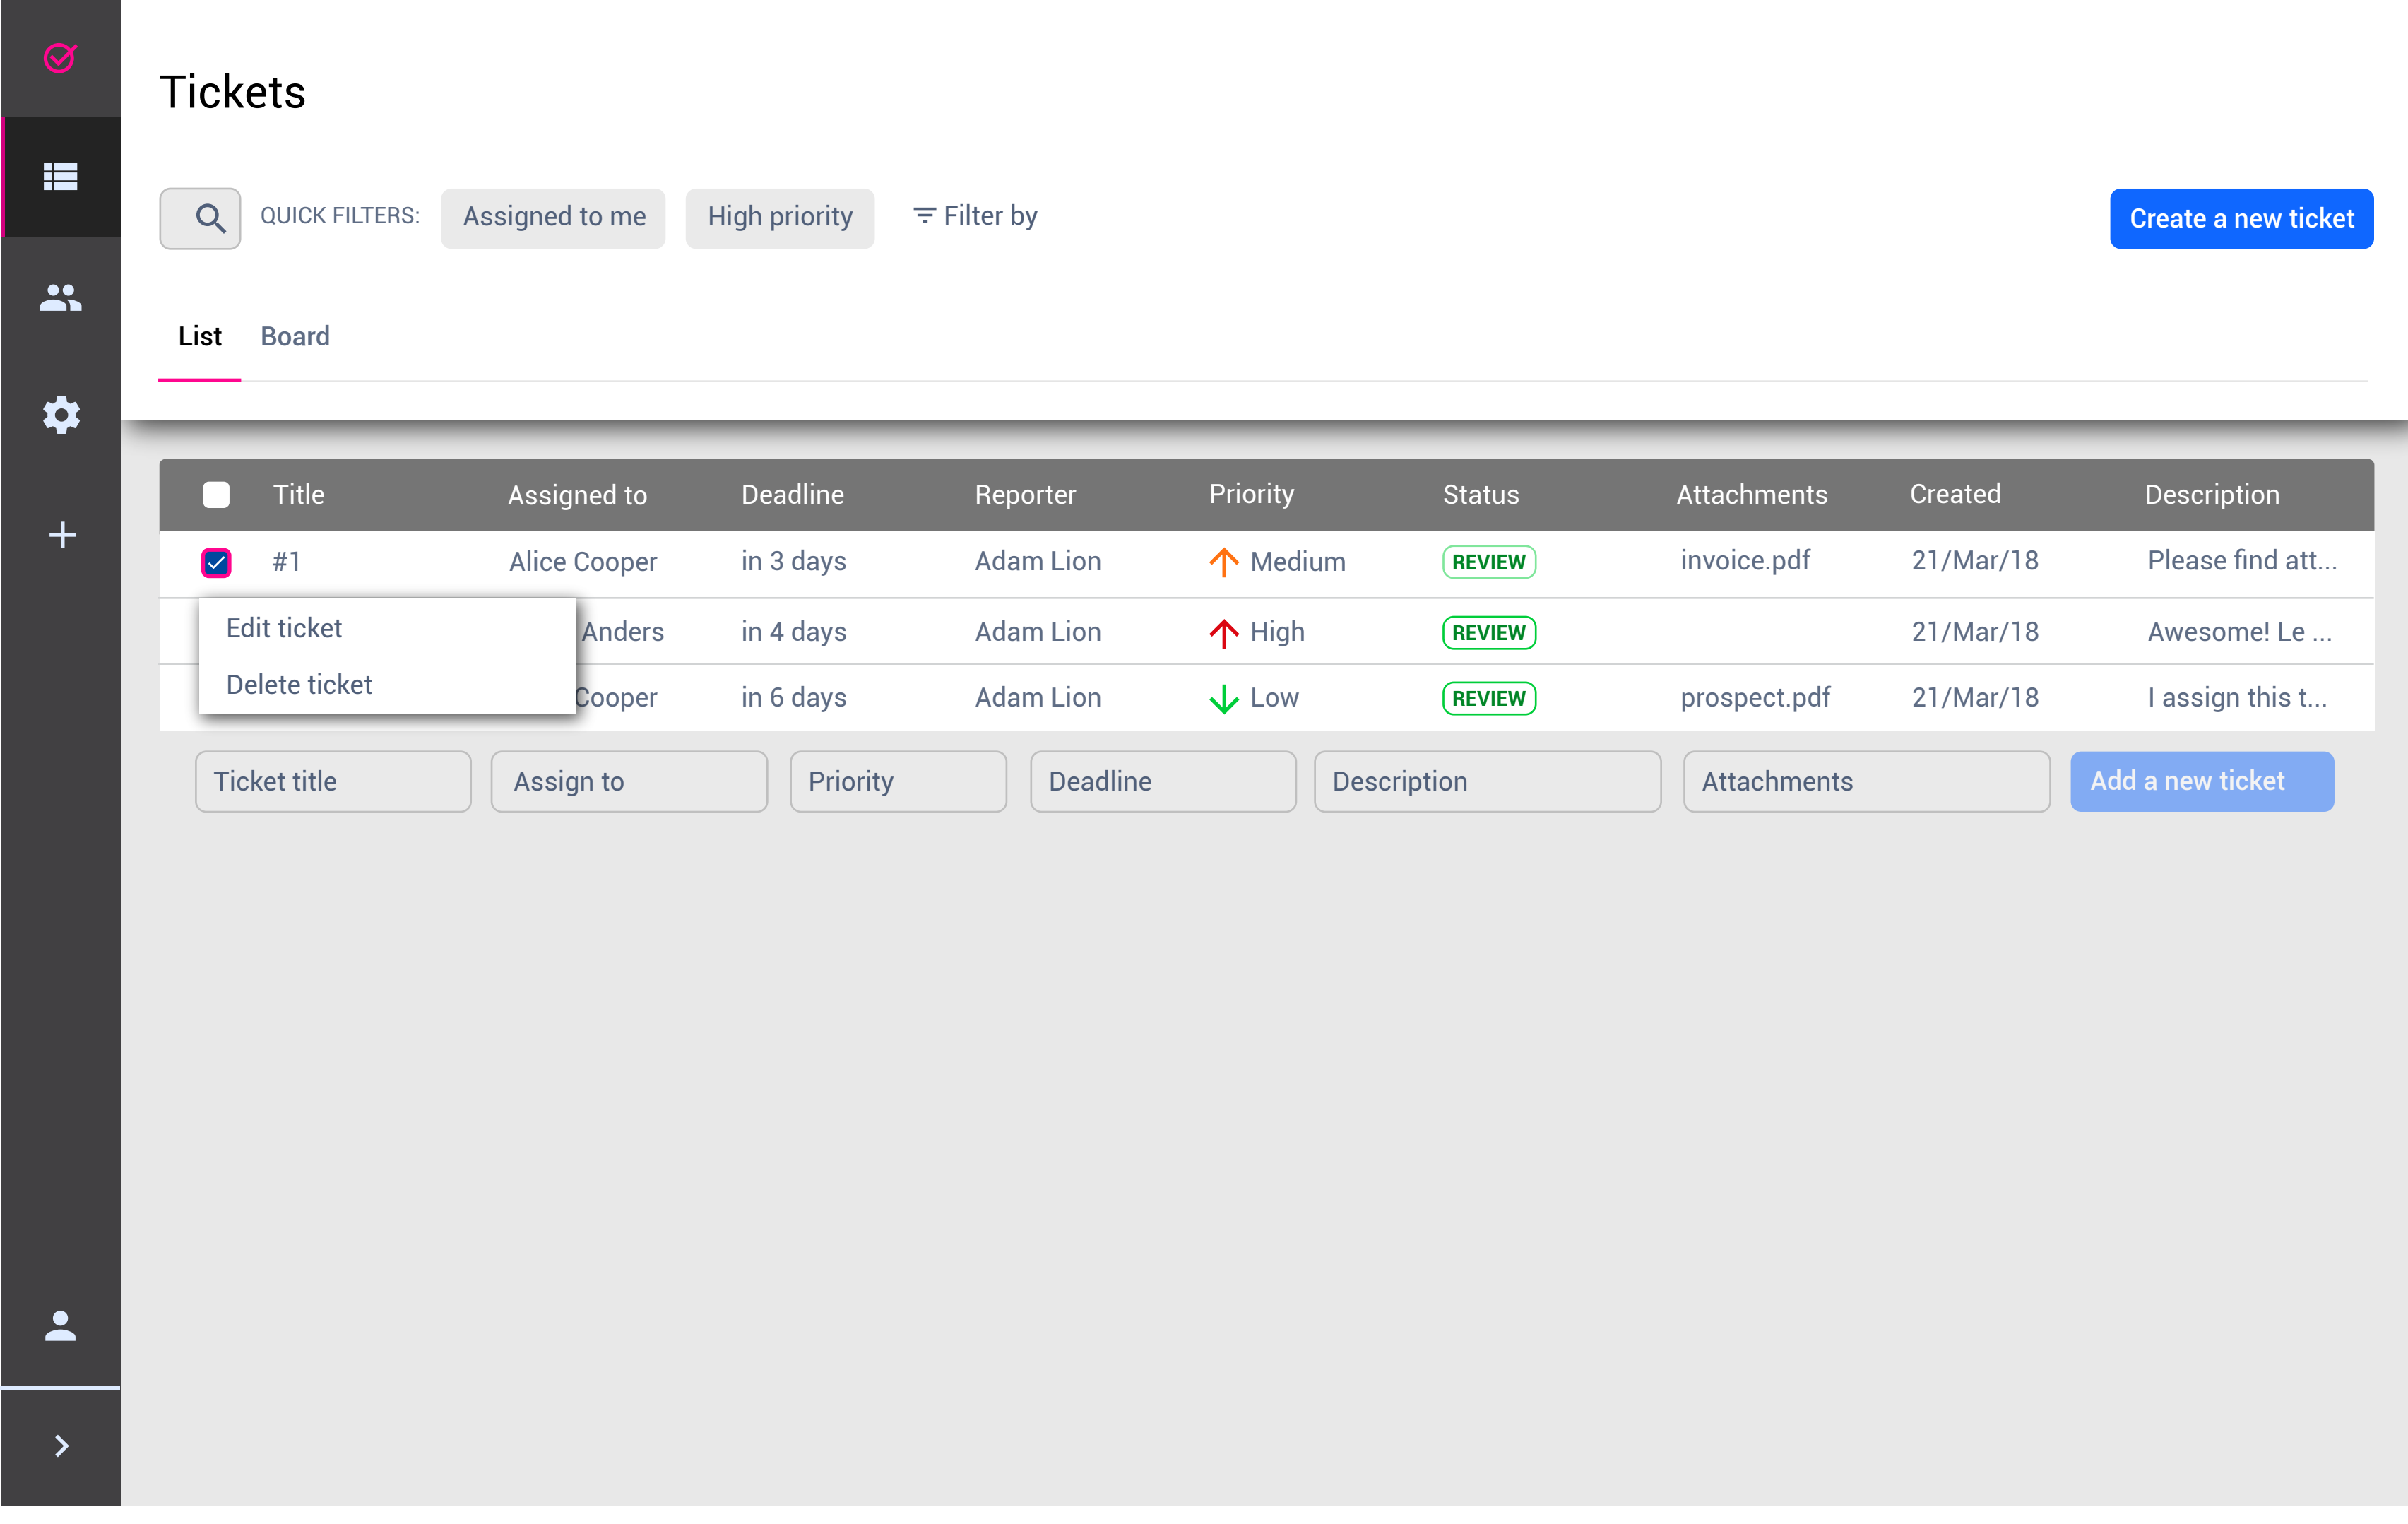 Tickets
QUICK FILTERS: Assigned to me High priority Filter by Create a new ticket
List Board
Title Assigned to Deadline Reporter Priority Status Attachments Created Description
#1 Alice Cooper in 3 days Adam Lion Medium REVIEW invoice.pdf 21/Mar/18 Please find att...
Edit ticket
Anders in 4 days Adam Lion High REVIEW 21/Mar/18 Awesome! Le ...
Delete ticket
Cooper in 6 days Adam Lion Low REVIEW prospect.pdf 21/Mar/18 I assign this t...
Ticket title Assign to Priority Deadline Description Attachments Add a new ticket